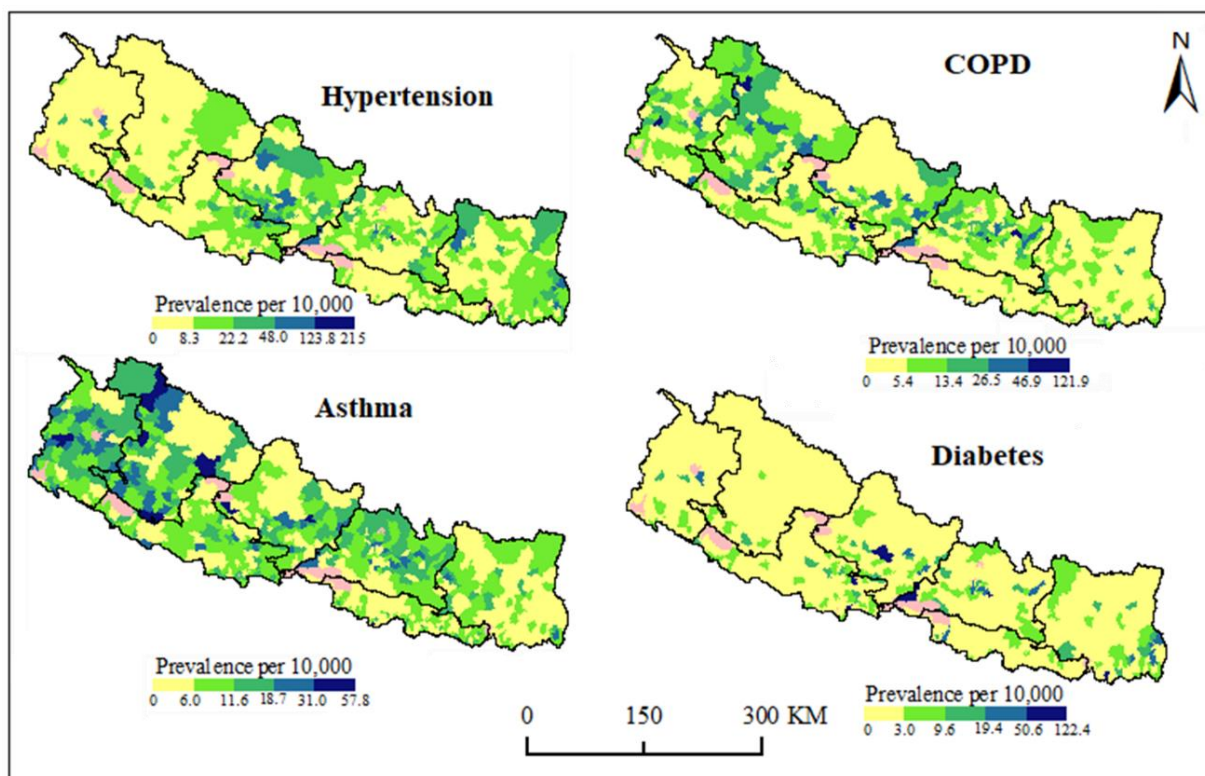 N
Hypertension
COPD
Prevalence per 10,000
0 8.3 22.2 48.0 123.8 215
Prevalence per 10,000
0 5.4 13.4 26.5 46.9 121.9
Asthma
Diabetes
Prevalence per 10,000
0 6.0 11.6 18.7 31.0 57.8
Prevalence per 10,000
0 3.0 9.6 19.4 50.6 122.4
0 150 300 KM